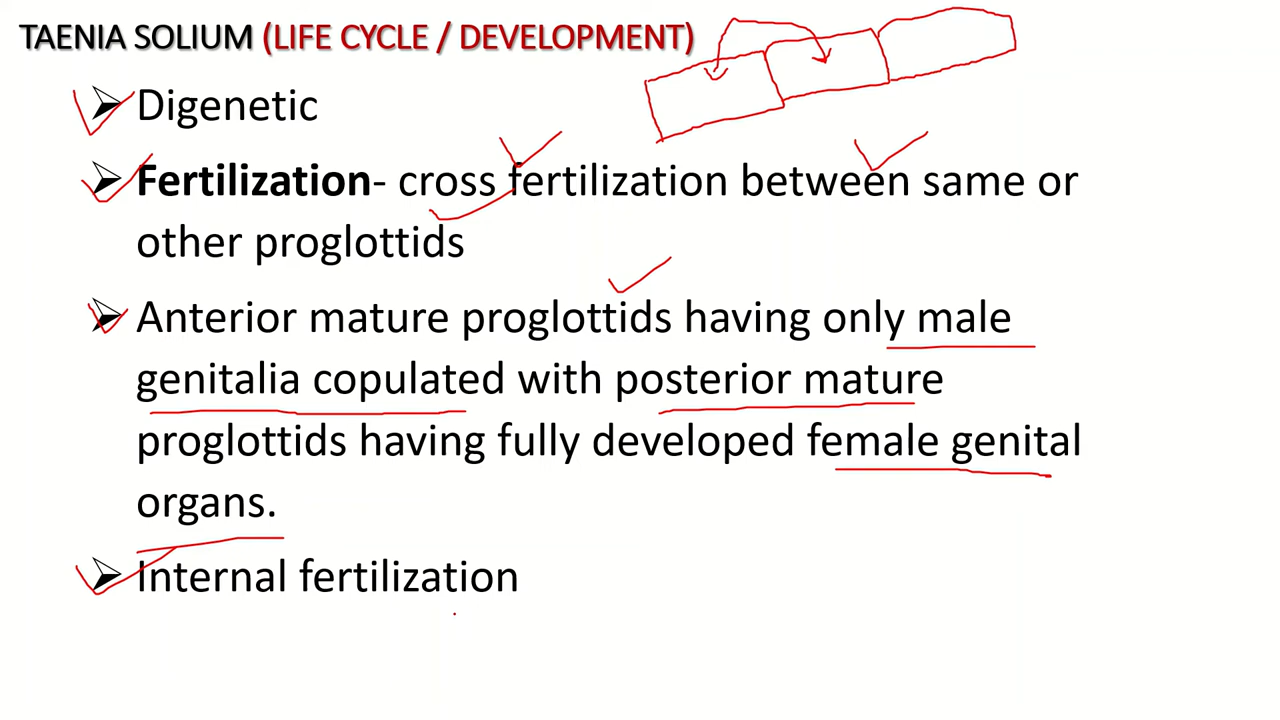 TAENIA SOLIUM (LIFE CYCLE / DEVELOPMENT)
➢ Digenetic
➢ Fertilization- cross fertilization between same or
other proglottids
➢ Anterior mature proglottids having only male
genitalia copulated with posterior mature
proglottids having fully developed female genital
organs.
➢ Internal fertilization